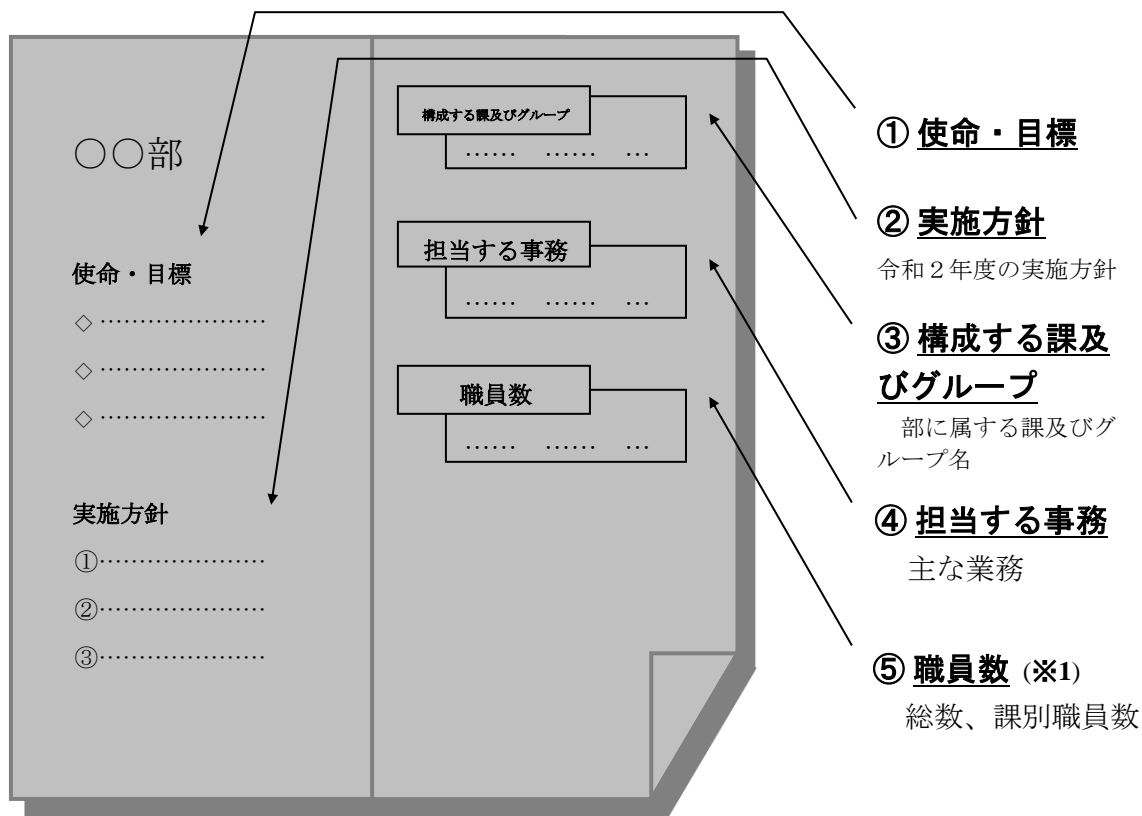 〇〇部
使命・目標
◇ …………………
◇ …………………
◇ …………………
実施方針
①…………………
②…………………
③…………………
構成する課及びグループ
…… …… …
担当する事務
…… …… …
職員数
…… …… …
① 使命・目標
② 実施方針
令和２年度の実施方針
③ 構成する課及
びグループ
部に属する課及びグ
ループ名
④ 担当する事務
主な業務
⑤ 職員数 (※1)
総数、課別職員数